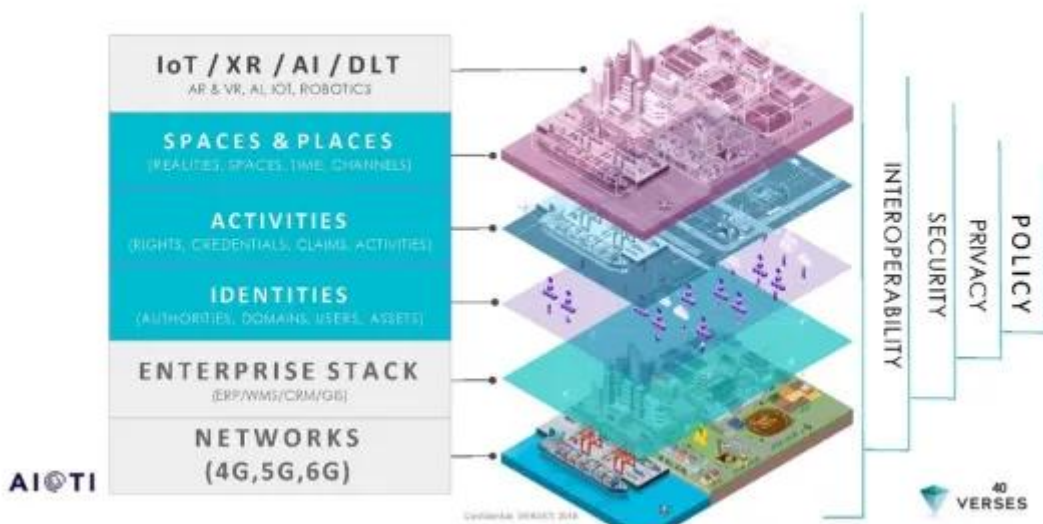 IoT / XR / AI / DLT
AR & VR, AI, IOT, ROBOTICS
SPACES & PLACES
(REALITIES, SPACES, TIME, CHANNELS)
ACTIVITIES
(RIGHTS, CREDENTIALS, CLAIMS, ACTIVITIES)
IDENTITIES
(AUTHORITIES, DOMAINS, USERS, ASSETS)
ENTERPRISE STACK
(ERP/WMS/CRM/GIS)
NETWORKS
(4G,5G,6G)
INTEROPERABILITY
SECURITY
PRIVACY
POLICY
AIOTI
Confidential VERSES
40
VERSES